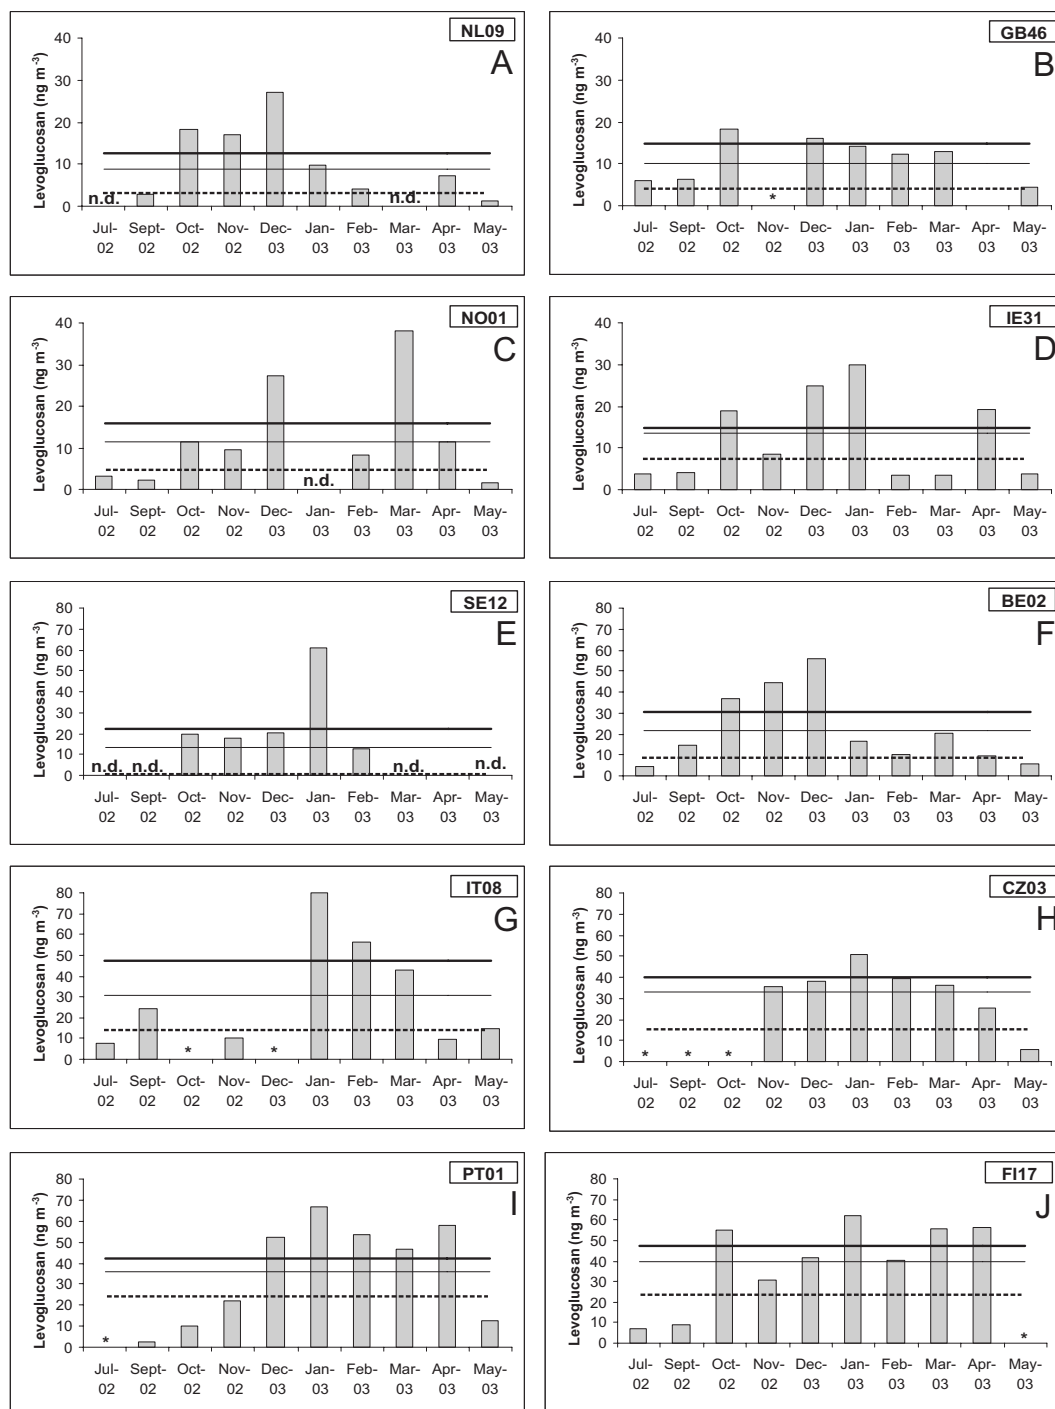 NL09
A
Levoglucosan (ng m-3)
40
30
20
10
0
n.d.
n.d.
Jul-02 Sept-02 Oct-02 Nov-02 Dec-03 Jan-03 Feb-03 Mar-03 Apr-03 May-03
GB46
B
Levoglucosan (ng m-3)
40
30
20
10
0
*
Jul-02 Sept-02 Oct-02 Nov-02 Dec-03 Jan-03 Feb-03 Mar-03 Apr-03 May-03
NO01
C
Levoglucosan (ng m-3)
40
30
20
10
0
n.d.
Jul-02 Sept-02 Oct-02 Nov-02 Dec-03 Jan-03 Feb-03 Mar-03 Apr-03 May-03
IE31
D
Levoglucosan (ng m-3)
40
30
20
10
0
Jul-02 Sept-02 Oct-02 Nov-02 Dec-03 Jan-03 Feb-03 Mar-03 Apr-03 May-03
SE12
E
Levoglucosan (ng m-3)
80
70
60
50
40
30
20
10
0
n.d. n.d. n.d. n.d.
Jul-02 Sept-02 Oct-02 Nov-02 Dec-03 Jan-03 Feb-03 Mar-03 Apr-03 May-03
BE02
F
Levoglucosan (ng m-3)
80
70
60
50
40
30
20
10
0
Jul-02 Sept-02 Oct-02 Nov-02 Dec-03 Jan-03 Feb-03 Mar-03 Apr-03 May-03
IT08
G
Levoglucosan (ng m-3)
80
70
60
50
40
30
20
10
0
* *
Jul-02 Sept-02 Oct-02 Nov-02 Dec-03 Jan-03 Feb-03 Mar-03 Apr-03 May-03
CZ03
H
Levoglucosan (ng m-3)
80
70
60
50
40
30
20
10
0
* * *
Jul-02 Sept-02 Oct-02 Nov-02 Dec-03 Jan-03 Feb-03 Mar-03 Apr-03 May-03
PT01
I
Levoglucosan (ng m-3)
80
70
60
50
40
30
20
10
0
*
Jul-02 Sept-02 Oct-02 Nov-02 Dec-03 Jan-03 Feb-03 Mar-03 Apr-03 May-03
FI17
J
Levoglucosan (ng m-3)
80
70
60
50
40
30
20
10
0
*
Jul-02 Sept-02 Oct-02 Nov-02 Dec-03 Jan-03 Feb-03 Mar-03 Apr-03 May-03